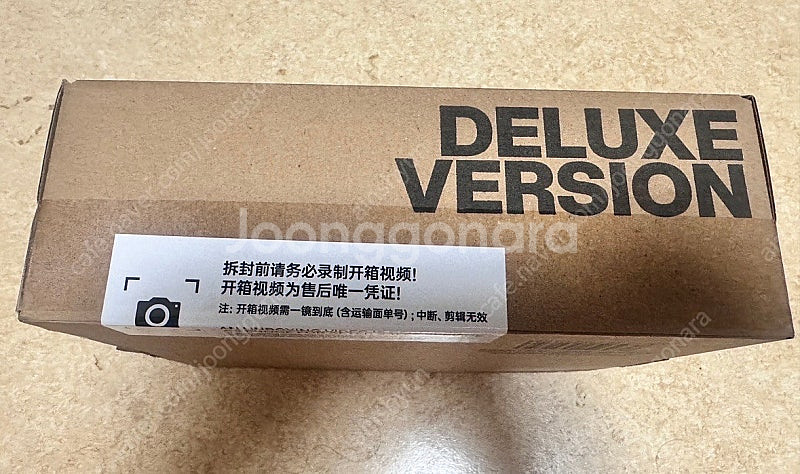 DELUXE
VERSION
Joonggonara
拆封前请务必录制开箱视频!
开箱视频为售后唯一凭证!
注: 开箱视频需一镜到底 (含运输面单号) ; 中断、剪辑无效